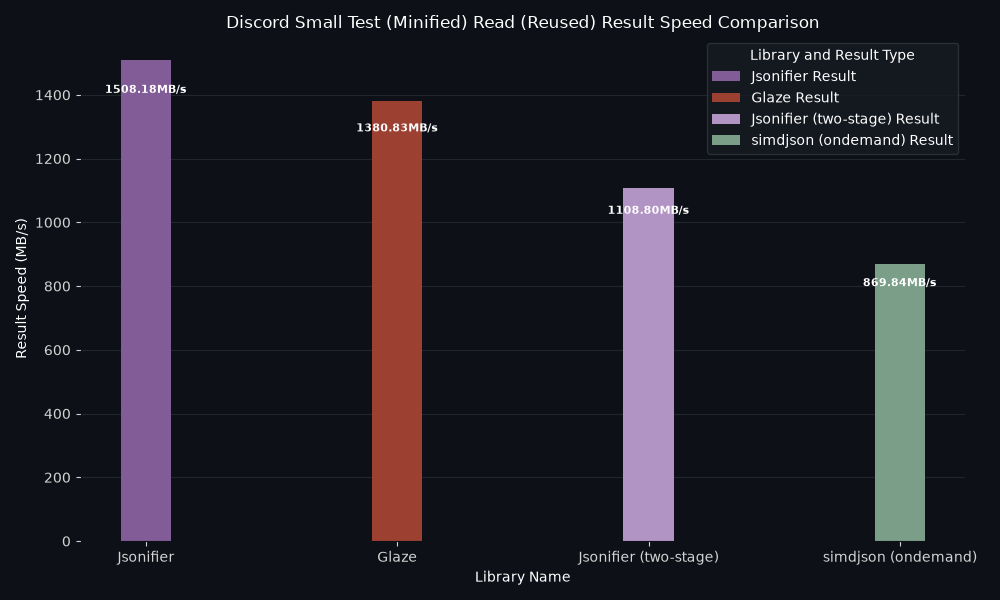 Discord Small Test (Minified) Read (Reused) Result Speed Comparison
Library and Result Type
Jsonifier Result
Glaze Result
Jsonifier (two-stage) Result
simdjson (ondemand) Result
1508.18MB/s
1380.83MB/s
1108.80MB/s
869.84MB/s
Result Speed (MB/s)
1400
1200
1000
800
600
400
200
0
Jsonifier
Glaze
Jsonifier (two-stage)
simdjson (ondemand)
Library Name